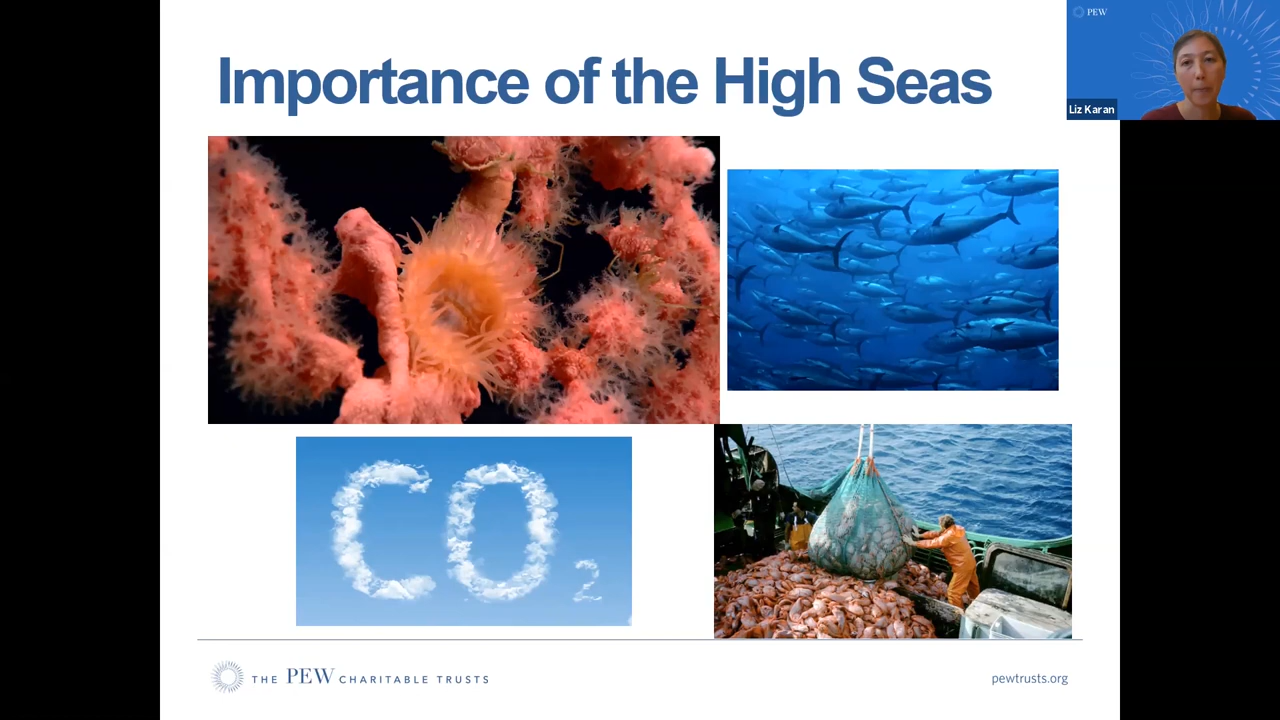 Importance of the High Seas
PEW
Liz Karan
CO2
THE PEW CHARITABLE TRUSTS
pewtrusts.org